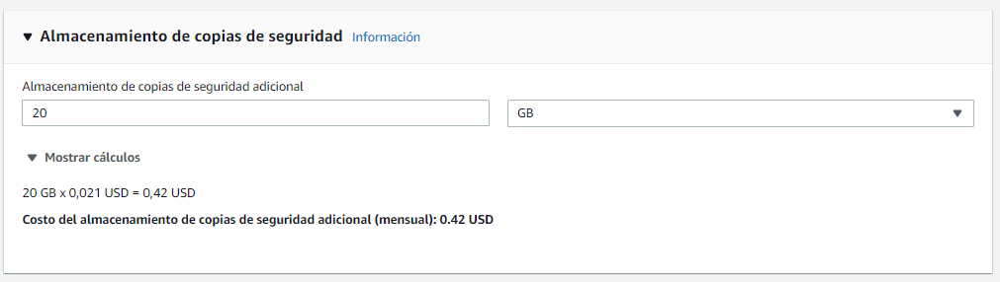 Almacenamiento de copias de seguridad Información
Almacenamiento de copias de seguridad adicional
20 GB
Mostrar cálculos
20 GB x 0,021 USD = 0,42 USD
Costo del almacenamiento de copias de seguridad adicional (mensual): 0.42 USD